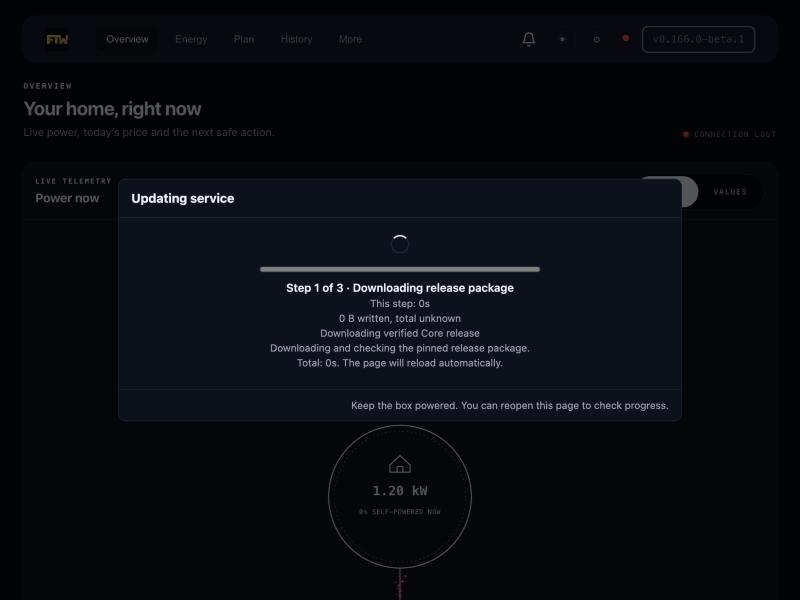 FTW
Overview
Energy
Plan
History
More
v0.166.0-beta.1
OVERVIEW
Your home, right now
Live power, today's price and the next safe action.
CONNECTION LOST
LIVE TELEMETRY
Power now
VALUES
Updating service
Step 1 of 3 · Downloading release package
This step: 0s
0 B written, total unknown
Downloading verified Core release
Downloading and checking the pinned release package.
Total: 0s. The page will reload automatically.
Keep the box powered. You can reopen this page to check progress.
1.20 kW
0% SELF-POWERED NOW